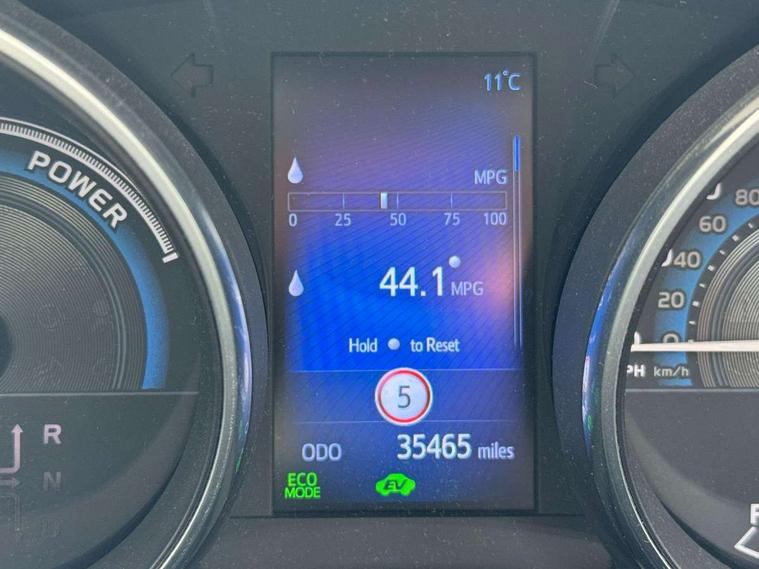 11°C
POWER
MPG
0 25 50 75 100
44.1 MPG
Hold to Reset
5
ODO 35465 miles
ECO MODE
EV
R
N
80
60
40
20
0
km/h